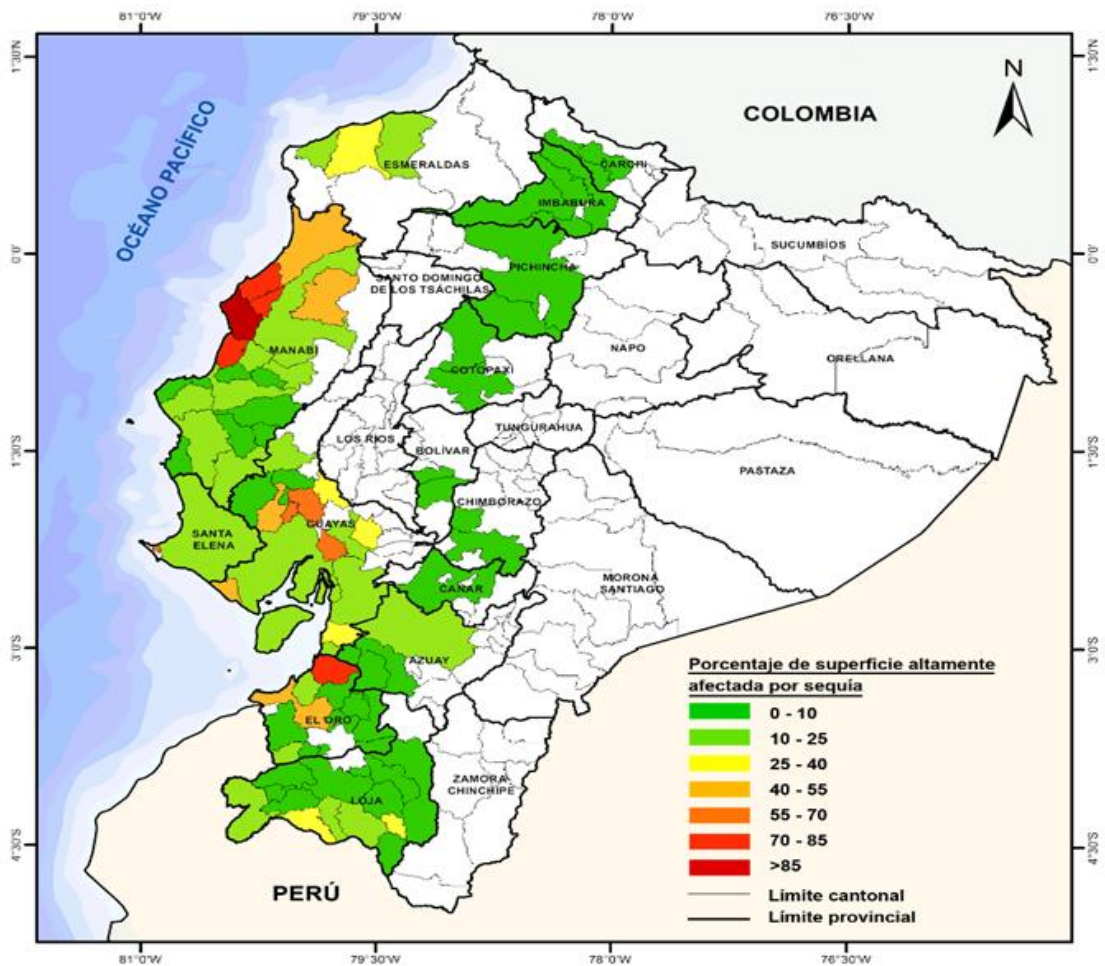 81°0'W 79°30'W 78°0'W 76°30'W
1°30'N
1°30'N
N
COLOMBIA
OCÉANO PACÍFICO
ESMERALDAS
CARCHI
IMBABURA
SUCUMBÍOS
0°0'
0°0'
PICHINCHA
SANTO DOMINGO
DE LOS TSÁCHILAS
NAPO
ORELLANA
MANABÍ
COTOPAXI
TUNGURAHUA
LOS RÍOS
BOLÍVAR
1°30'S
1°30'S
PASTAZA
CHIMBORAZO
GUAYAS
SANTA
ELENA
CAÑAR
MORONA
SANTIAGO
3°0'S
3°0'S
AZUAY
Porcentaje de superficie altamente
afectada por sequía
0 - 10
10 - 25
25 - 40
40 - 55
55 - 70
70 - 85
>85
Límite cantonal
Límite provincial
EL ORO
ZAMORA
CHINCHIPE
LOJA
4°30'S
4°30'S
PERÚ
81°0'W 79°30'W 78°0'W 76°30'W